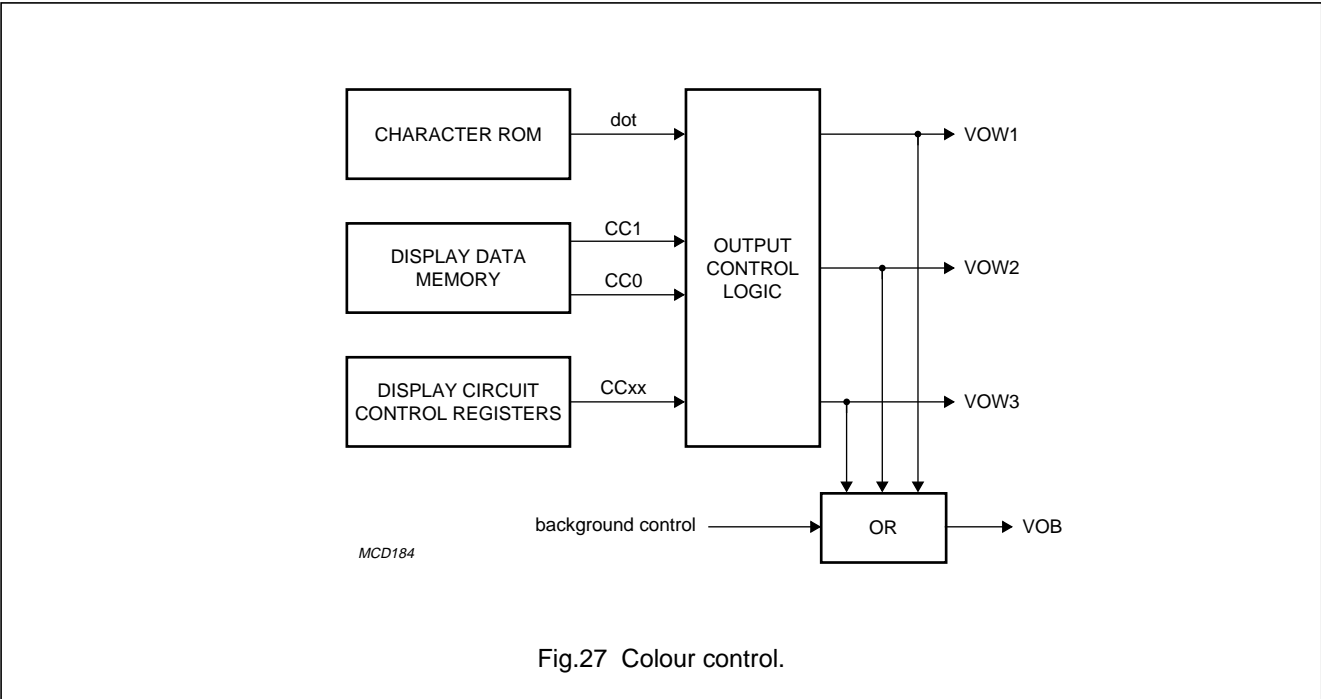 CHARACTER ROM
dot
VOW1
DISPLAY DATA
MEMORY
CC1
CC0
OUTPUT
CONTROL
LOGIC
VOW2
DISPLAY CIRCUIT
CONTROL REGISTERS
CCxx
VOW3
background control
OR
VOB
MCD184
Fig.27 Colour control.